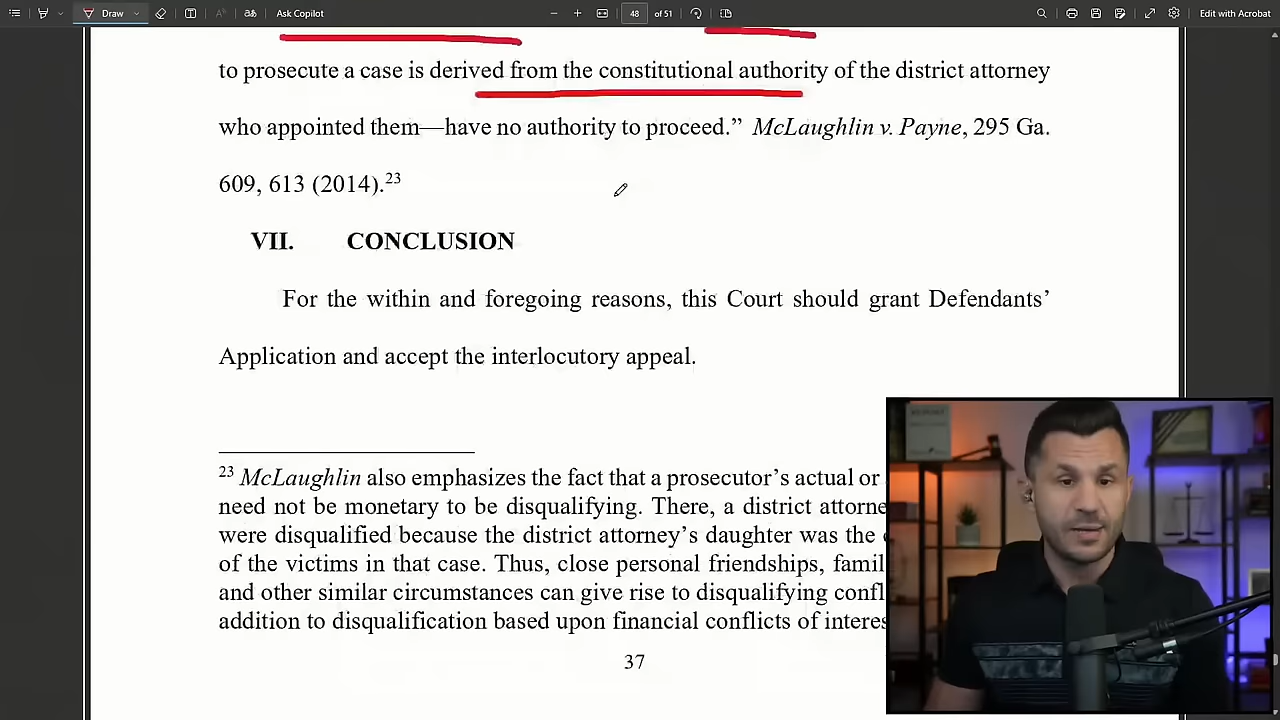 Draw
Ask Copilot
48 of 51
Edit with Acrobat
to prosecute a case is derived from the constitutional authority of the district attorney
who appointed them—have no authority to proceed.” McLaughlin v. Payne, 295 Ga.
609, 613 (2014).23
VII. CONCLUSION
For the within and foregoing reasons, this Court should grant Defendants’
Application and accept the interlocutory appeal.
23 McLaughlin also emphasizes the fact that a prosecutor’s actual or
need not be monetary to be disqualifying. There, a district
were disqualified because the district attorney’s daughter was the
of the victims in that case. Thus, close personal friendships,
and other similar circumstances can give rise to disqualifying
addition to disqualification based upon financial conflicts of
37